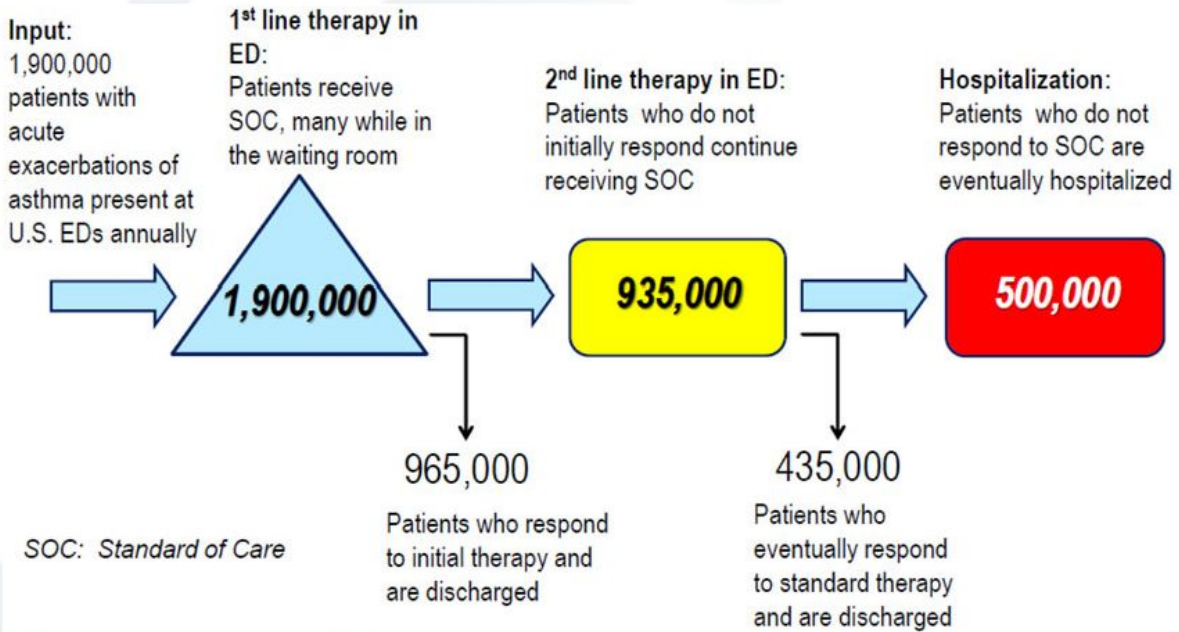 Input:
1,900,000
patients with
acute
exacerbations of
asthma present at
U.S. EDs annually
1st line therapy in
ED:
Patients receive
SOC, many while in
the waiting room
2nd line therapy in ED:
Patients who do not
initially respond continue
receiving SOC
Hospitalization:
Patients who do not
respond to SOC are
eventually hospitalized
1,900,000
935,000
500,000
965,000
Patients who respond
to initial therapy and
are discharged
435,000
Patients who
eventually respond
to standard therapy
and are discharged
SOC: Standard of Care